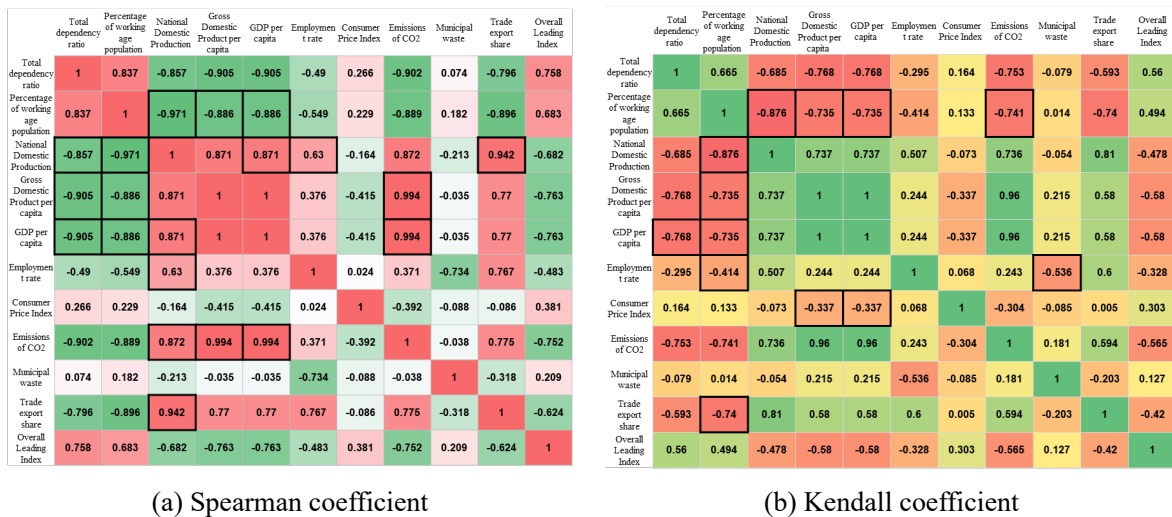 Total dependency ratio Percentage of working age population National Domestic Production Gross Domestic Product per capita GDP per capita Employment rate Consumer Price Index Emissions of CO2 Municipal waste Trade export share Overall Leading Index
Total dependency ratio 1 0.837 -0.857 -0.905 -0.905 -0.49 0.266 -0.902 0.074 -0.796 0.758
Percentage of working age population 0.837 1 -0.971 -0.886 -0.886 -0.549 0.229 -0.889 0.182 -0.896 0.683
National Domestic Production -0.857 -0.971 1 0.871 0.871 0.63 -0.164 0.872 -0.213 0.942 -0.682
Gross Domestic Product per capita -0.905 -0.886 0.871 1 1 0.376 -0.415 0.994 -0.035 0.77 -0.763
GDP per capita -0.905 -0.886 0.871 1 1 0.376 -0.415 0.994 -0.035 0.77 -0.763
Employment rate -0.49 -0.549 0.63 0.376 0.376 1 0.024 0.371 -0.734 0.767 -0.483
Consumer Price Index 0.266 0.229 -0.164 -0.415 -0.415 0.024 1 -0.392 -0.088 -0.086 0.381
Emissions of CO2 -0.902 -0.889 0.872 0.994 0.994 0.371 -0.392 1 -0.038 0.775 -0.752
Municipal waste 0.074 0.182 -0.213 -0.035 -0.035 -0.734 -0.088 -0.038 1 -0.318 0.209
Trade export share -0.796 -0.896 0.942 0.77 0.77 0.767 -0.086 0.775 -0.318 1 -0.624
Overall Leading Index 0.758 0.683 -0.682 -0.763 -0.763 -0.483 0.381 -0.752 0.209 -0.624 1
(a) Spearman coefficient
Total dependency ratio Percentage of working age population National Domestic Production Gross Domestic Product per capita GDP per capita Employmen t rate Consumer Price Index Emissions of CO2 Municipal waste Trade export share Overall Leading Index
Total dependency ratio 1 0.665 -0.685 -0.768 -0.768 -0.295 0.164 -0.753 -0.079 -0.593 0.56
Percentage of working age population 0.665 1 -0.876 -0.735 -0.735 -0.414 0.133 -0.741 0.014 -0.74 0.494
National Domestic Production -0.685 -0.876 1 0.737 0.737 0.507 -0.073 0.736 -0.054 0.81 -0.478
Gross Domestic Product per capita -0.768 -0.735 0.737 1 1 0.244 -0.337 0.96 0.215 0.58 -0.58
GDP per capita -0.768 -0.735 0.737 1 1 0.244 -0.337 0.96 0.215 0.58 -0.58
Employmen t rate -0.295 -0.414 0.507 0.244 0.244 1 0.068 0.243 -0.536 0.6 -0.328
Consumer Price Index 0.164 0.133 -0.073 -0.337 -0.337 0.068 1 -0.304 -0.085 0.005 0.303
Emissions of CO2 -0.753 -0.741 0.736 0.96 0.96 0.243 -0.304 1 0.181 0.594 -0.565
Municipal waste -0.079 0.014 -0.054 0.215 0.215 -0.536 -0.085 0.181 1 -0.203 0.127
Trade export share -0.593 -0.74 0.81 0.58 0.58 0.6 0.005 0.594 -0.203 1 -0.42
Overall Leading Index 0.56 0.494 -0.478 -0.58 -0.58 -0.328 0.303 -0.565 0.127 -0.42 1
(b) Kendall coefficient